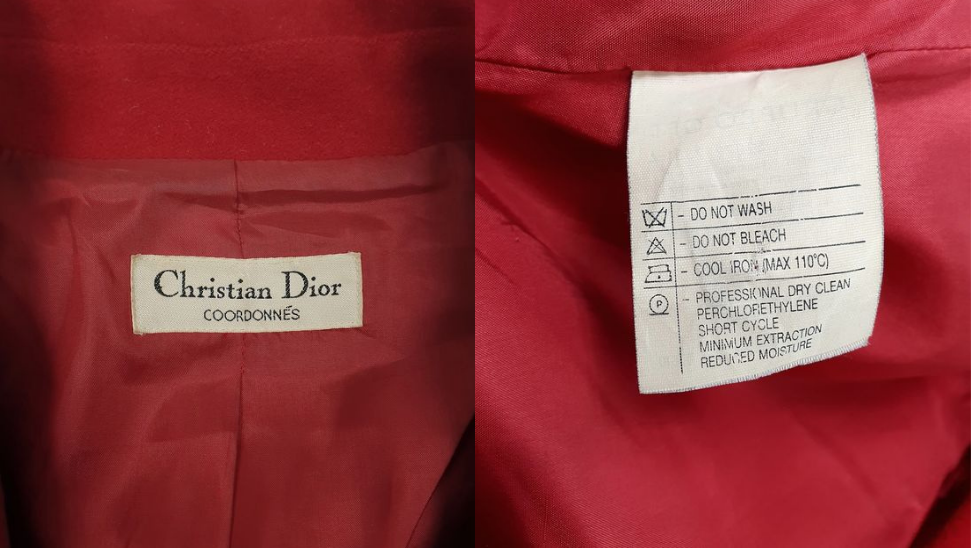 Christian Dior
COORDONNÉS
- DO NOT WASH
- DO NOT BLEACH
- COOL IRON (MAX 110°C)
P - PROFESSIONAL DRY CLEAN
PERCHLORETHYLENE
SHORT CYCLE
MINIMUM EXTRACTION
REDUCED MOISTURE